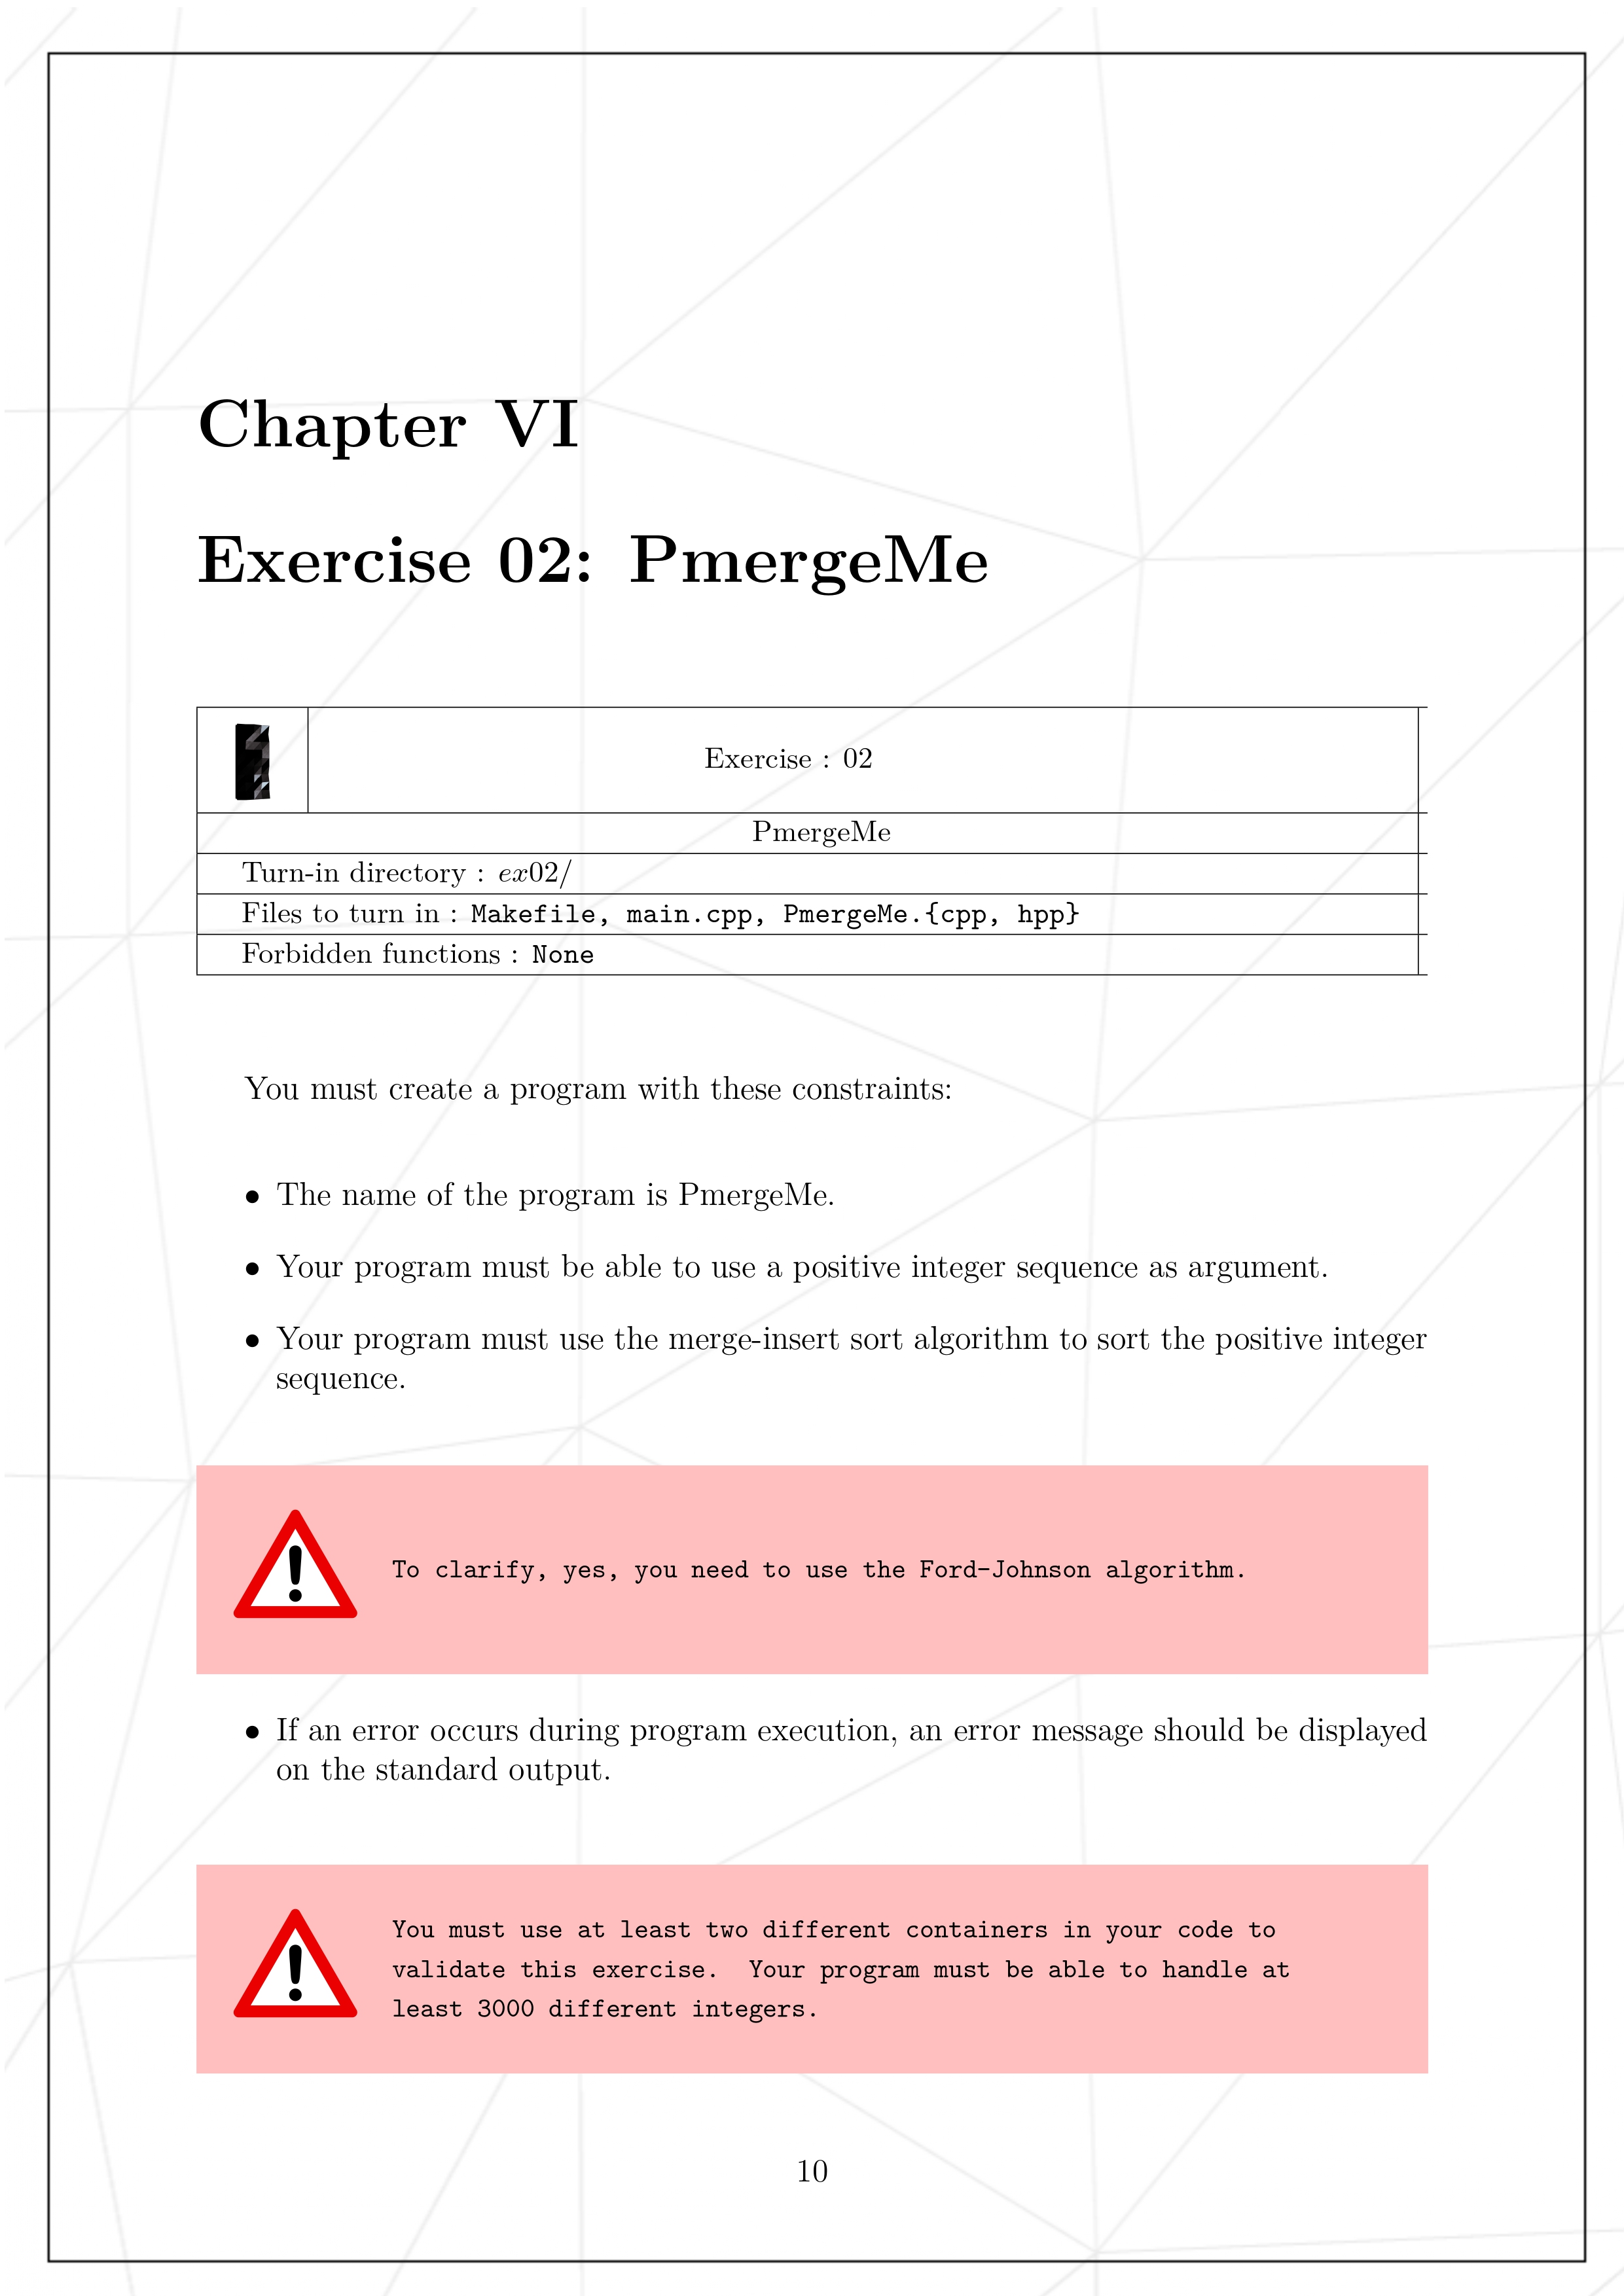 Chapter VI
Exercise 02: PmergeMe
Exercise : 02
PmergeMe
Turn-in directory : ex02/
Files to turn in : Makefile, main.cpp, PmergeMe.{cpp, hpp}
Forbidden functions : None
You must create a program with these constraints:
• The name of the program is PmergeMe.
• Your program must be able to use a positive integer sequence as argument.
• Your program must use the merge-insert sort algorithm to sort the positive integer
sequence.
To clarify, yes, you need to use the Ford-Johnson algorithm.
• If an error occurs during program execution, an error message should be displayed
on the standard output.
You must use at least two different containers in your code to
validate this exercise. Your program must be able to handle at
least 3000 different integers.
10